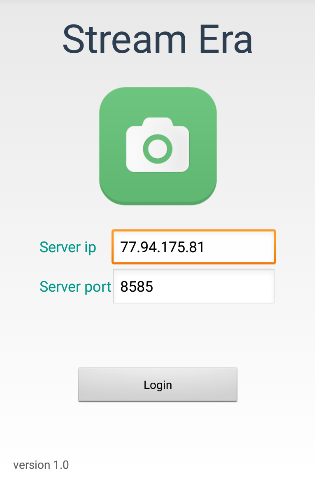 Stream Era
Server ip 77.94.175.81
Server port 8585
Login
version 1.0